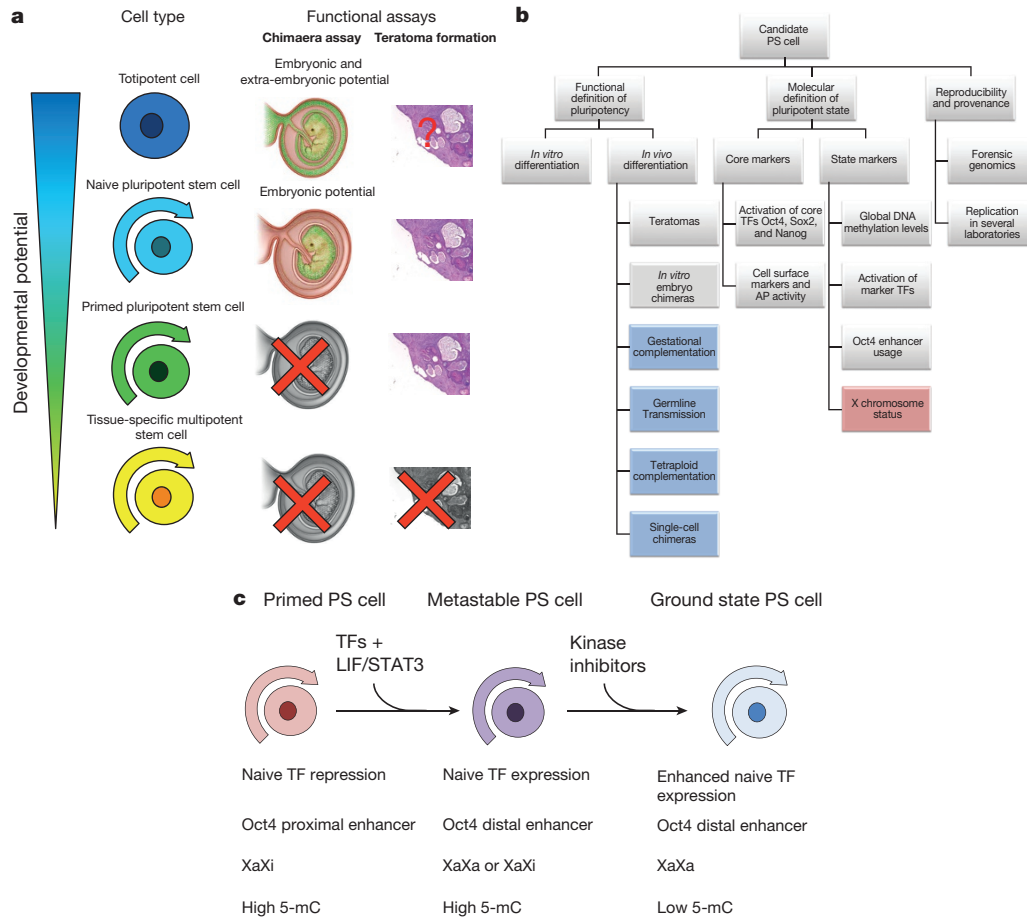 a
Cell type
Functional assays
Chimaera assay
Teratoma formation
Developmental potential
Totipotent cell
Embryonic and
extra-embryonic potential
?
Naive pluripotent stem cell
Embryonic potential
Primed pluripotent stem cell
Tissue-specific multipotent
stem cell
b
Candidate
PS cell
Functional
definition of
pluripotency
Molecular
definition of
pluripotent state
Reproducibility
and provenance
In vitro
differentiation
In vivo
differentiation
Core markers
State markers
Forensic
genomics
Teratomas
Activation of core
TFs Oct4, Sox2,
and Nanog
Global DNA
methylation levels
Replication
in several
laboratories
In vitro
embryo
chimeras
Cell surface
markers and
AP activity
Activation of
marker TFs
Gestational
complementation
Oct4 enhancer
usage
Germline
Transmission
X chromosome
status
Tetraploid
complementation
Single-cell
chimeras
c
Primed PS cell
Metastable PS cell
Ground state PS cell
TFs +
LIF/STAT3
Kinase
inhibitors
Naive TF repression
Naive TF expression
Enhanced naive TF
expression
Oct4 proximal enhancer
Oct4 distal enhancer
Oct4 distal enhancer
XaXi
XaXa or XaXi
XaXa
High 5-mC
High 5-mC
Low 5-mC